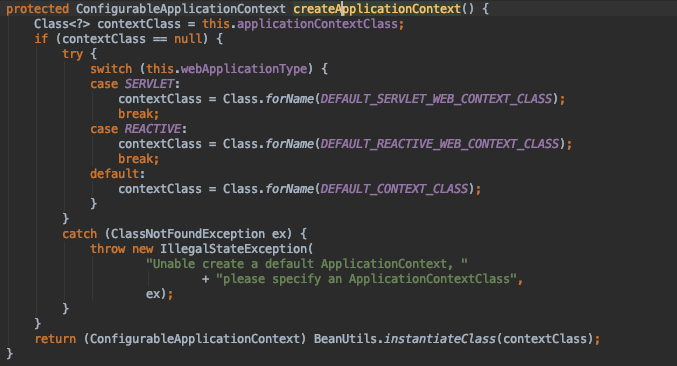 protected ConfigurableApplicationContext createApplicationContext() {
    Class<?> contextClass = this.applicationContextClass;
    if (contextClass == null) {
        try {
            switch (this.webApplicationType) {
            case SERVLET:
                contextClass = Class.forName(DEFAULT_SERVLET_WEB_CONTEXT_CLASS);
                break;
            case REACTIVE:
                contextClass = Class.forName(DEFAULT_REACTIVE_WEB_CONTEXT_CLASS);
                break;
            default:
                contextClass = Class.forName(DEFAULT_CONTEXT_CLASS);
            }
        }
        catch (ClassNotFoundException ex) {
            throw new IllegalStateException(
                    "Unable create a default ApplicationContext, "
                            + "please specify an ApplicationContextClass",
                    ex);
        }
    }
    return (ConfigurableApplicationContext) BeanUtils.instantiateClass(contextClass);
}